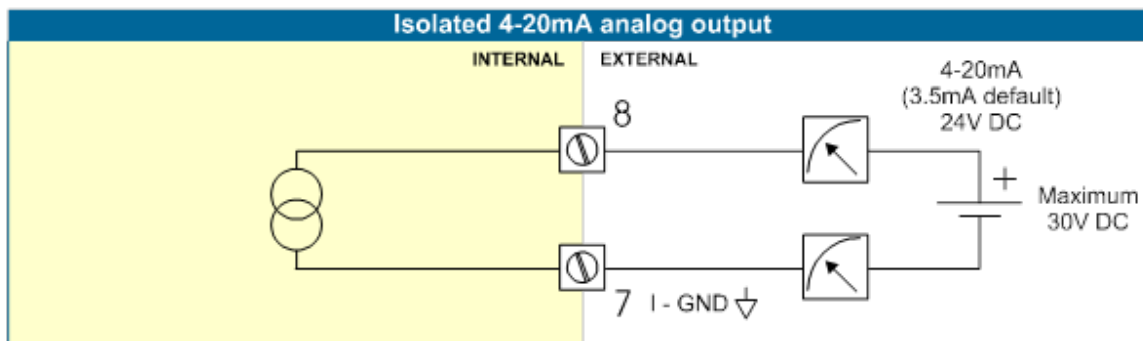 Isolated 4-20mA analog output
INTERNAL
EXTERNAL
4-20mA
(3.5mA default)
24V DC
8
+
Maximum
30V DC
7
I - GND